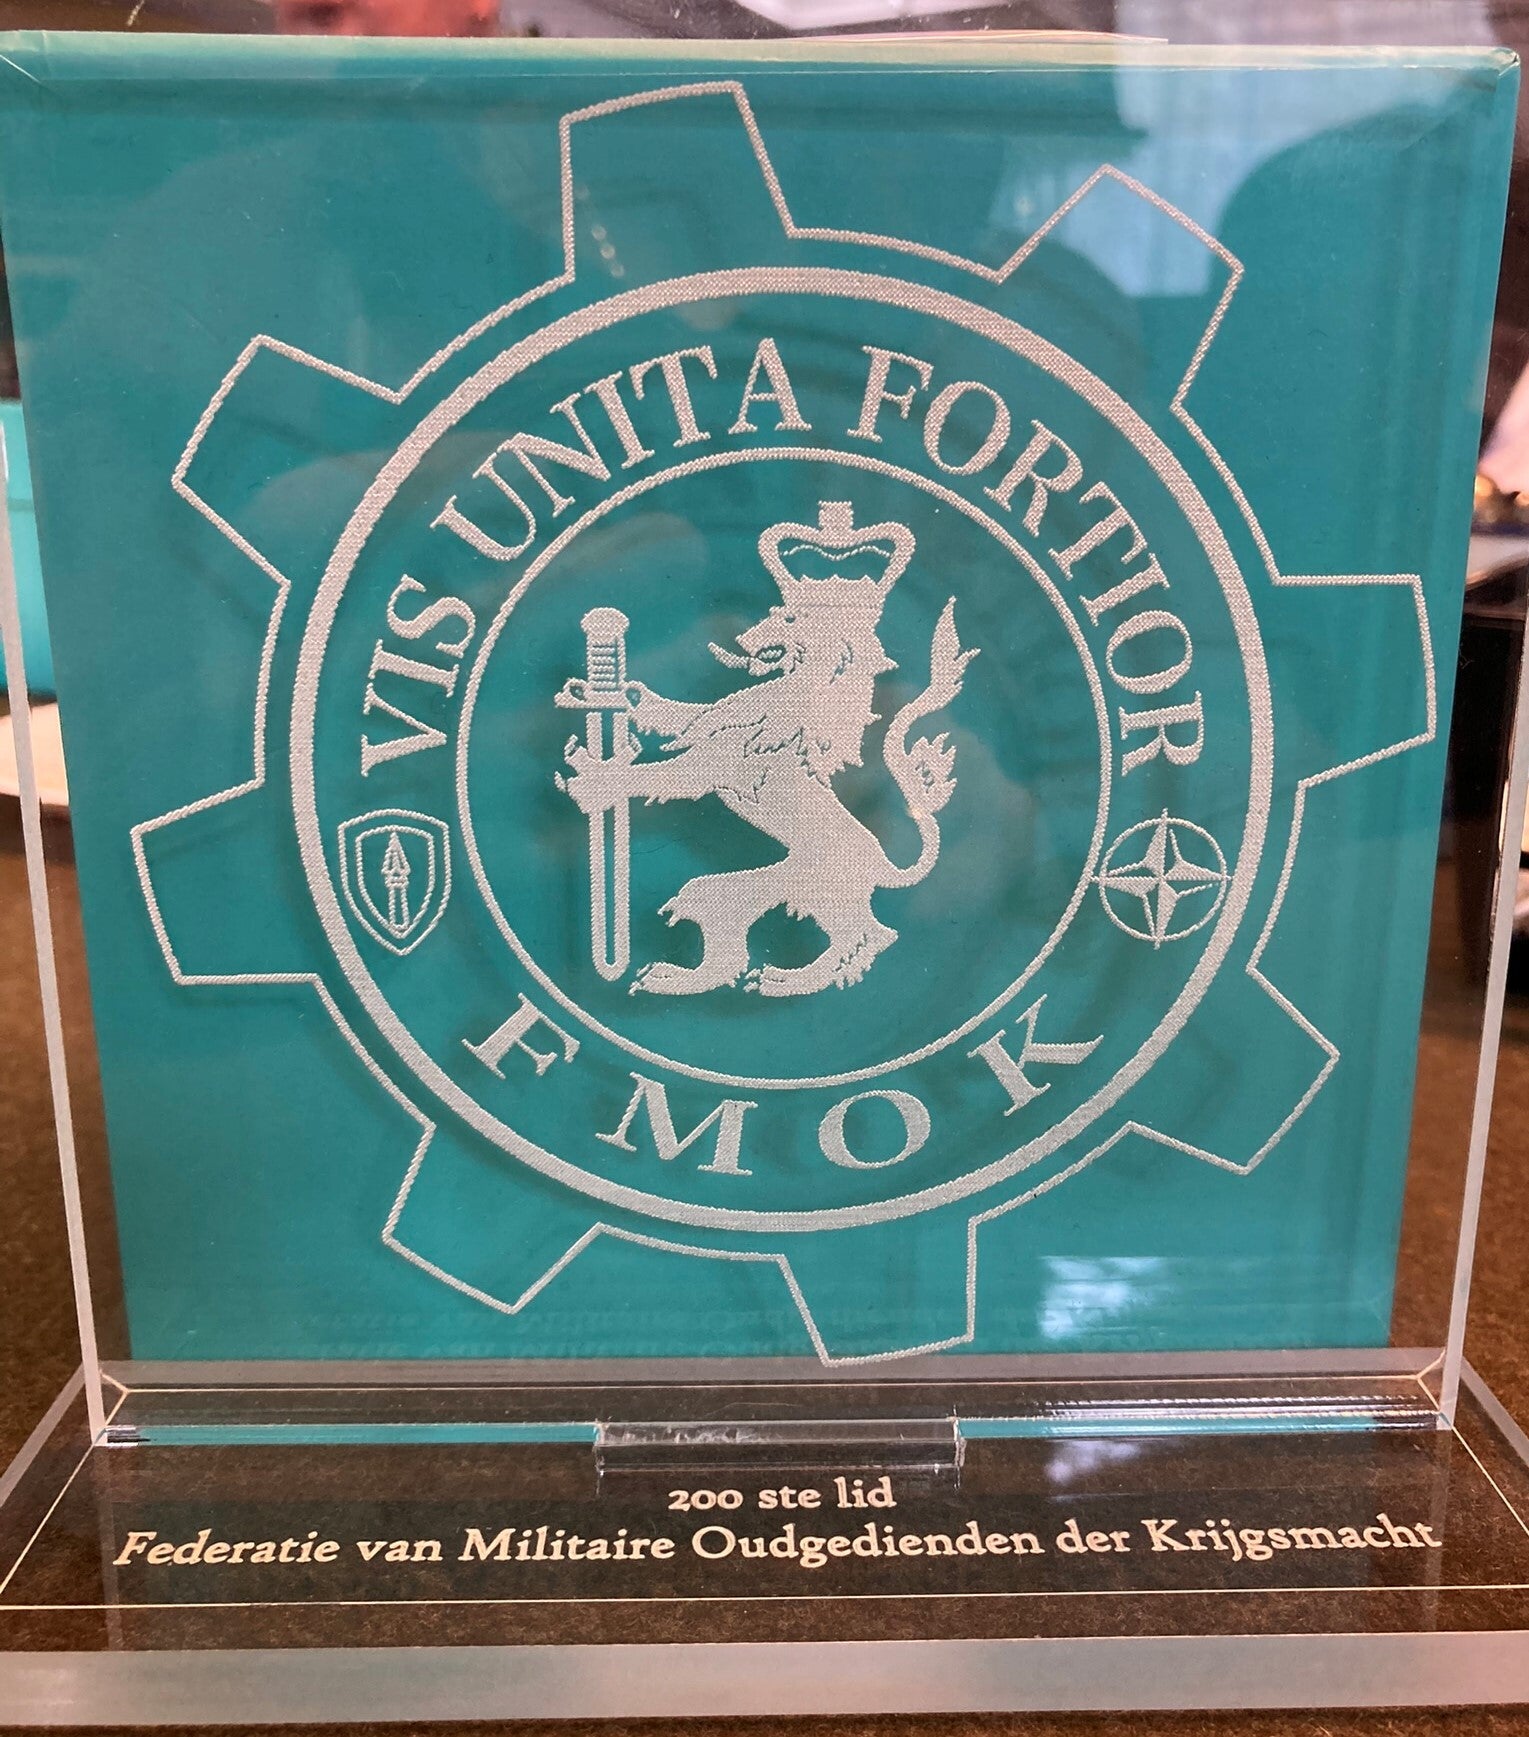 VIS UNITA FORTIOR
FMOK
200 ste lid
Federatie van Militaire Oudgedienden der Krijgsmacht